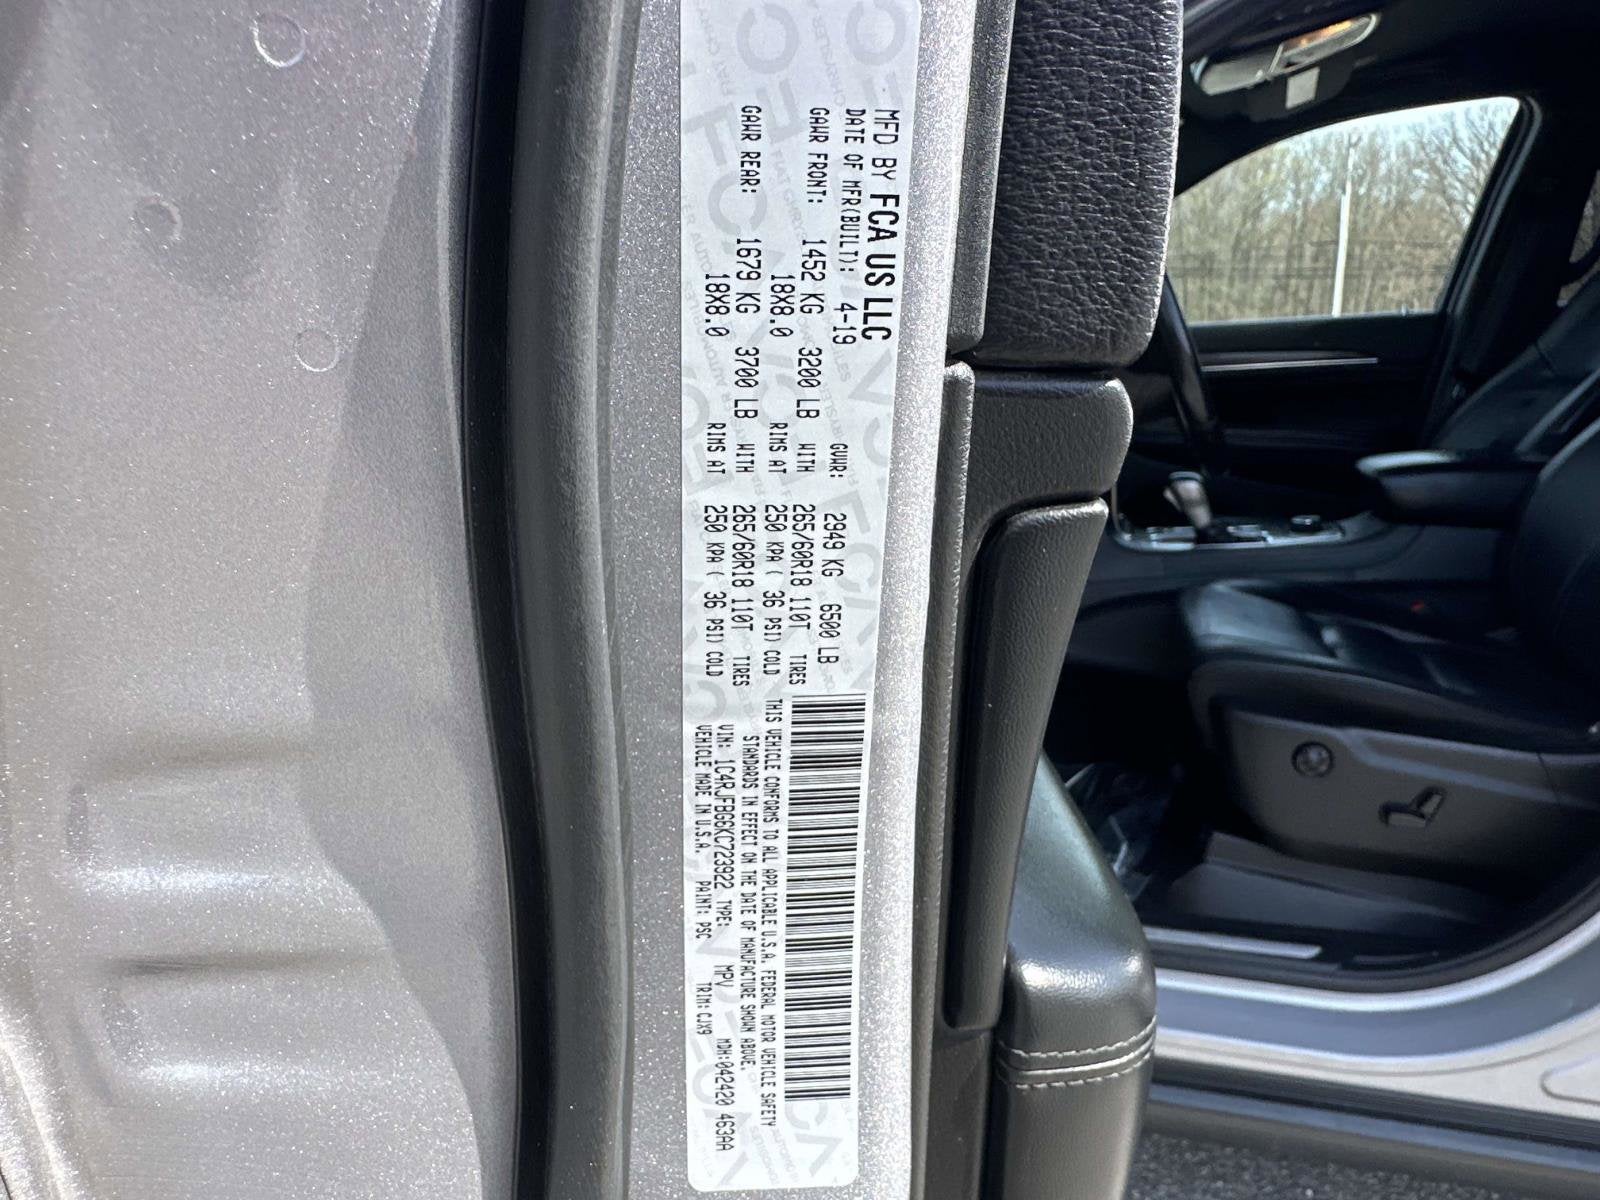 MFD BY FCA US LLC
DATE OF MFR(BUILT): 4-19 GVWR: 2949 KG 6500 LB
GAWR FRONT: 1452 KG 3200 LB WITH 265/60R18 110T TIRES
18X8.0 RIMS AT 250 KPA ( 36 PSI) COLD
GAWR REAR: 1679 KG 3700 LB WITH 265/60R18 110T TIRES
18X8.0 RIMS AT 250 KPA ( 36 PSI) COLD
THIS VEHICLE CONFORMS TO ALL APPLICABLE U.S.A. FEDERAL MOTOR VEHICLE SAFETY
STANDARDS IN EFFECT ON THE DATE OF MANUFACTURE SHOWN ABOVE.
VIN: 1C4RJFBG6KC723922 TYPE: MPV MDH:042420 463AA
VEHICLE MADE IN U.S.A. PAINT: PSC TRIM: CJX9